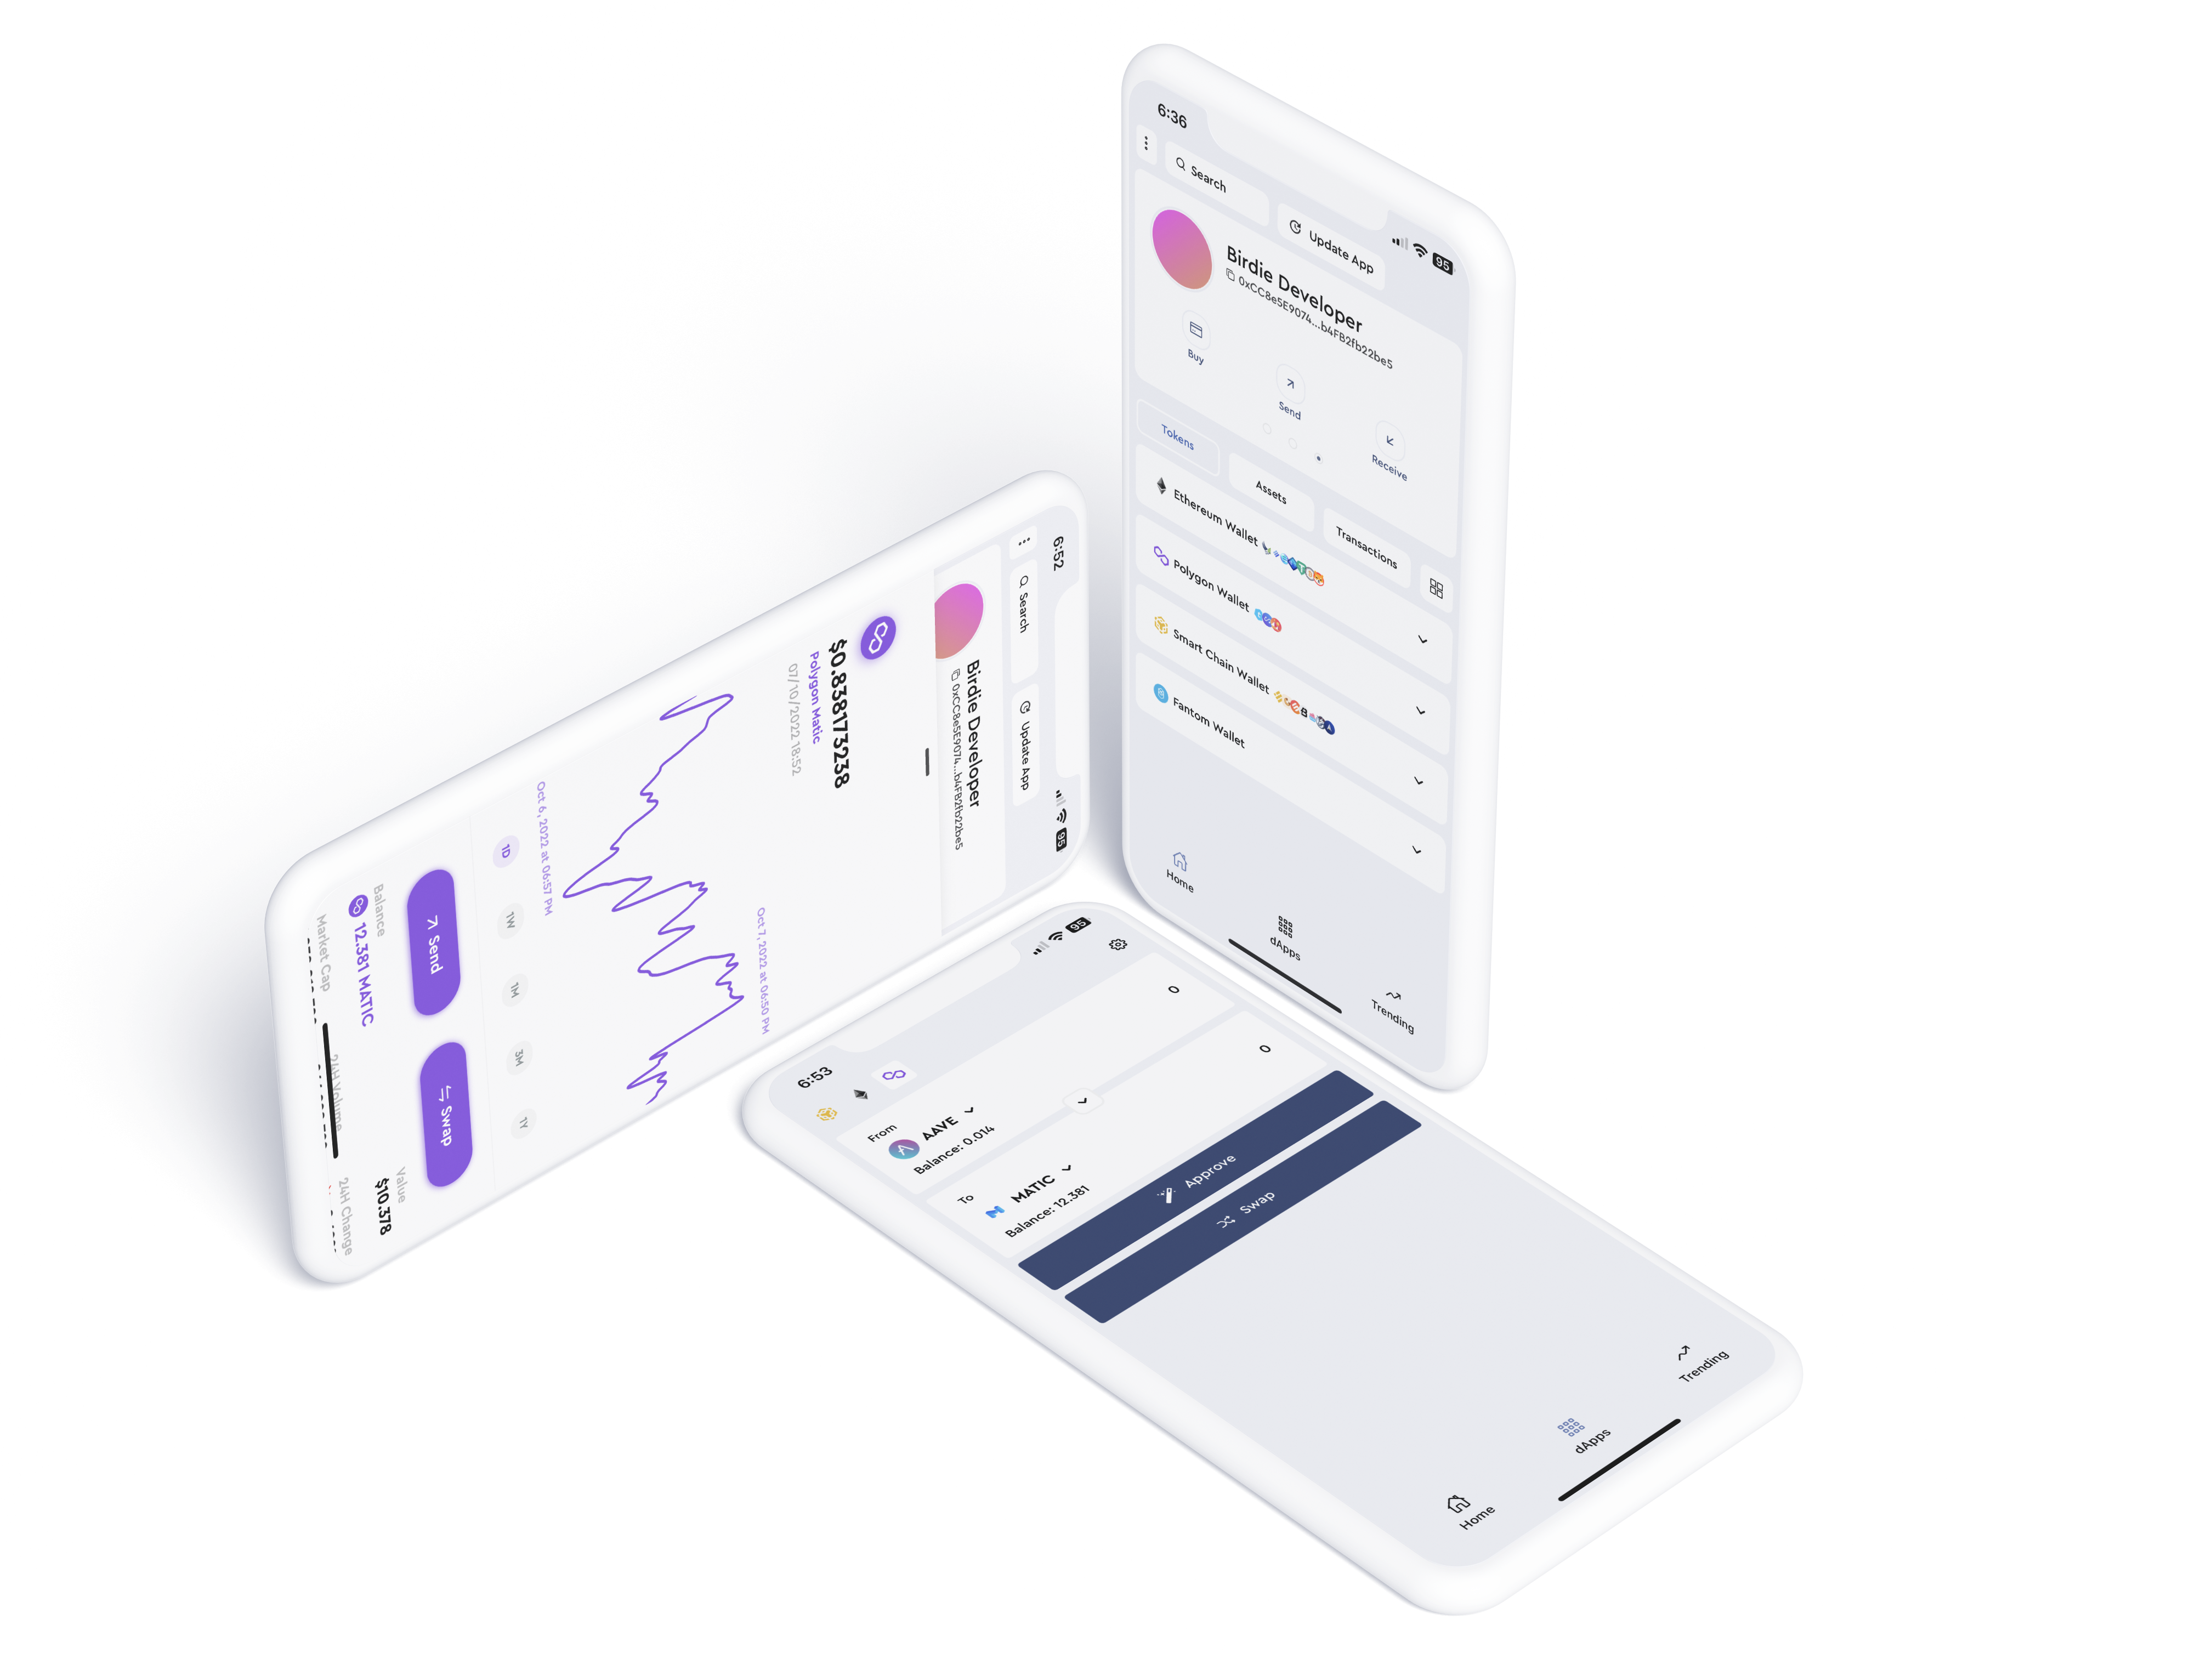 6:36
95
Search
Update App
Birdie Developer
0xCC8e5E9074...b4FB2fb22be5
Buy
Send
Receive
Tokens
Assets
Transactions
Ethereum Wallet
Polygon Wallet
Smart Chain Wallet
Fantom Wallet
Home
dApps
Trending
6:52
95
Search
Update App
Birdie Developer
0xCC8e5E9074...b4FB2fb22be5
$0.838173238
Polygon Matic
07/10/2022 18:52
Oct 7, 2022 at 06:50 PM
Oct 6, 2022 at 06:57 PM
1D
1W
1M
3M
1Y
Send
Swap
Balance
12.381 MATIC
Value
$10.378
Market Cap
24H Volume
24H Change
6:53
95
From
AAVE
0
Balance: 0.014
To
MATIC
0
Balance: 12.381
Approve
Swap
Home
dApps
Trending